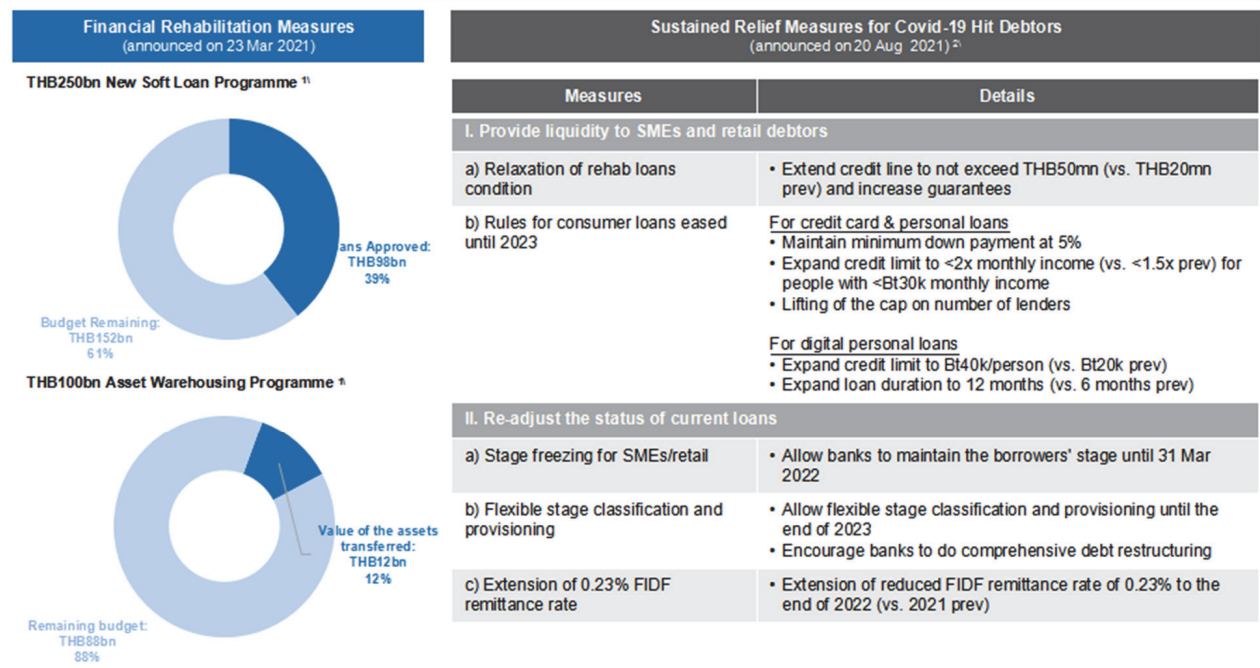 Financial Rehabilitation Measures
(announced on 23 Mar 2021)
THB250bn New Soft Loan Programme 1\
ans Approved:
THB98bn
39%
Budget Remaining:
THB152bn
61%
THB100bn Asset Warehousing Programme 1\
Value of the assets
transferred:
THB12bn
12%
Remaining budget:
THB88bn
88%
Sustained Relief Measures for Covid-19 Hit Debtors
(announced on 20 Aug 2021) 2\
Measures
Details
I. Provide liquidity to SMEs and retail debtors
a) Relaxation of rehab loans
condition
• Extend credit line to not exceed THB50mn (vs. THB20mn
prev) and increase guarantees
b) Rules for consumer loans eased
until 2023
For credit card & personal loans
• Maintain minimum down payment at 5%
• Expand credit limit to <2x monthly income (vs. <1.5x prev) for
people with <Bt30k monthly income
• Lifting of the cap on number of lenders
For digital personal loans
• Expand credit limit to Bt40k/person (vs. Bt20k prev)
• Expand loan duration to 12 months (vs. 6 months prev)
II. Re-adjust the status of current loans
a) Stage freezing for SMEs/retail
• Allow banks to maintain the borrowers' stage until 31 Mar
2022
b) Flexible stage classification and
provisioning
• Allow flexible stage classification and provisioning until the
end of 2023
• Encourage banks to do comprehensive debt restructuring
c) Extension of 0.23% FIDF
remittance rate
• Extension of reduced FIDF remittance rate of 0.23% to the
end of 2022 (vs. 2021 prev)